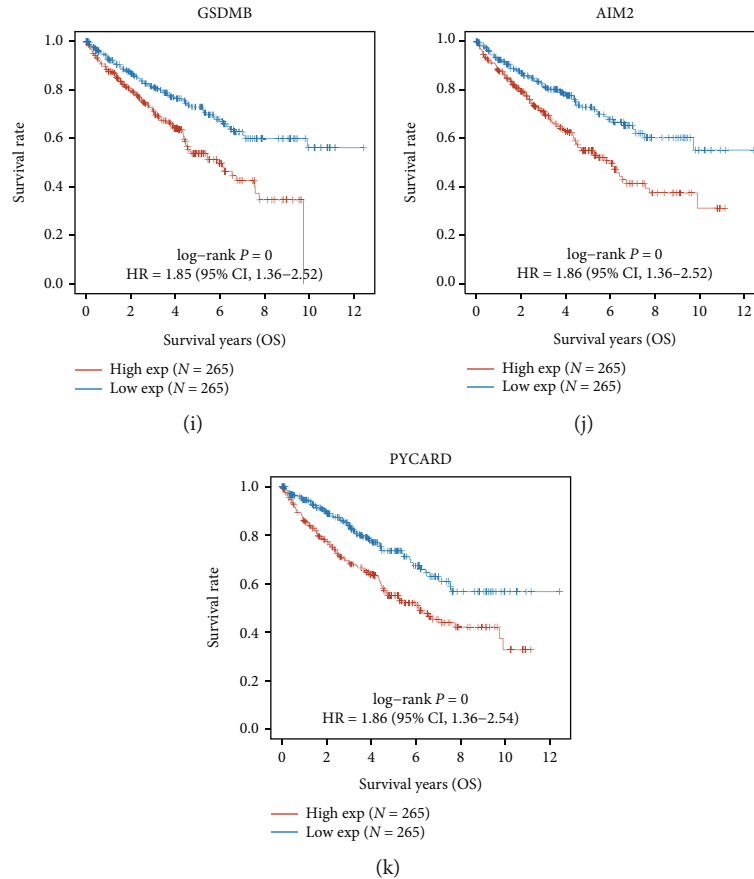 GSDMB
1.0
0.8
0.6
0.4
0.2
0.0
Survival rate
log−rank P = 0
HR = 1.85 (95% CI, 1.36−2.52)
0 2 4 6 8 10 12
Survival years (OS)
High exp (N = 265)
Low exp (N = 265)
(i)
AIM2
1.0
0.8
0.6
0.4
0.2
0.0
Survival rate
log−rank P = 0
HR = 1.86 (95% CI, 1.36−2.52)
0 2 4 6 8 10 12
Survival years (OS)
High exp (N = 265)
Low exp (N = 265)
(j)
PYCARD
1.0
0.8
0.6
0.4
0.2
0.0
Survival rate
log−rank P = 0
HR = 1.86 (95% CI, 1.36−2.54)
0 2 4 6 8 10 12
Survival years (OS)
High exp (N = 265)
Low exp (N = 265)
(k)